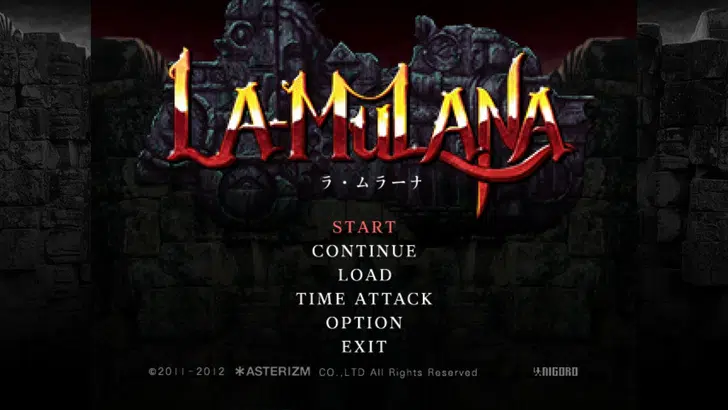 LA-MULANA
ラ・ムラーナ
START
CONTINUE
LOAD
TIME ATTACK
OPTION
EXIT
©2011-2012 ✱ASTERIZM CO.,LTD All Rights Reserved NIGORO